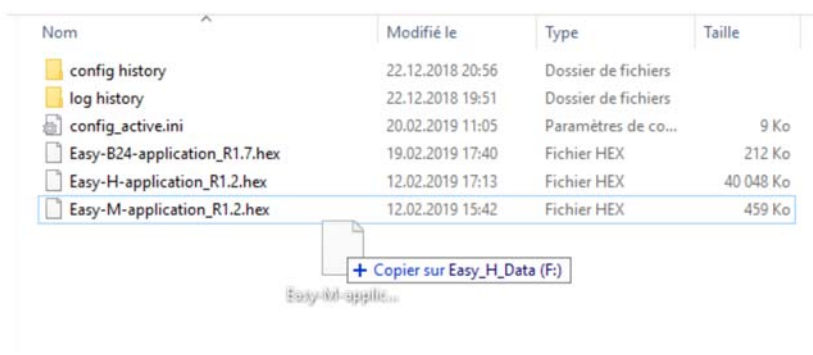 Nom Modifié le Type Taille
config history 22.12.2018 20:56 Dossier de fichiers
log history 22.12.2018 19:51 Dossier de fichiers
config_active.ini 20.02.2019 11:05 Paramètres de co... 9 Ko
Easy-B24-application_R1.7.hex 19.02.2019 17:40 Fichier HEX 212 Ko
Easy-H-application_R1.2.hex 12.02.2019 17:13 Fichier HEX 40 048 Ko
Easy-M-application_R1.2.hex 12.02.2019 15:42 Fichier HEX 459 Ko
+ Copier sur Easy_H_Data (F:)
Easy-M-applic...